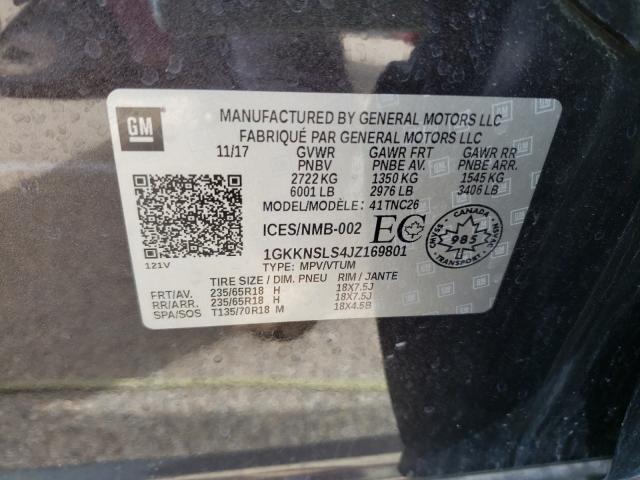 GM
MANUFACTURED BY GENERAL MOTORS LLC
FABRIQUÉ PAR GENERAL MOTORS LLC
11/17 GVWR GAWR FRT GAWR RR
PNBV PNBE AV PNBE ARR.
2722 KG 1350 KG 1545 KG
6001 LB 2976 LB 3406 LB
MODEL/MODÈLE: 41TNC26
ICES/NMB-002 EC
CANADA
985
121V
1GKKNSLS4JZ169801
TYPE: MPV/VTUM
TIRE SIZE / DIM. PNEU RIM / JANTE
FRT/AV. 235/65R18 H 18X7.5J
RR/ARR. 235/65R18 H 18X7.5J
SPA/SOS T135/70R18 M 18X4.5B